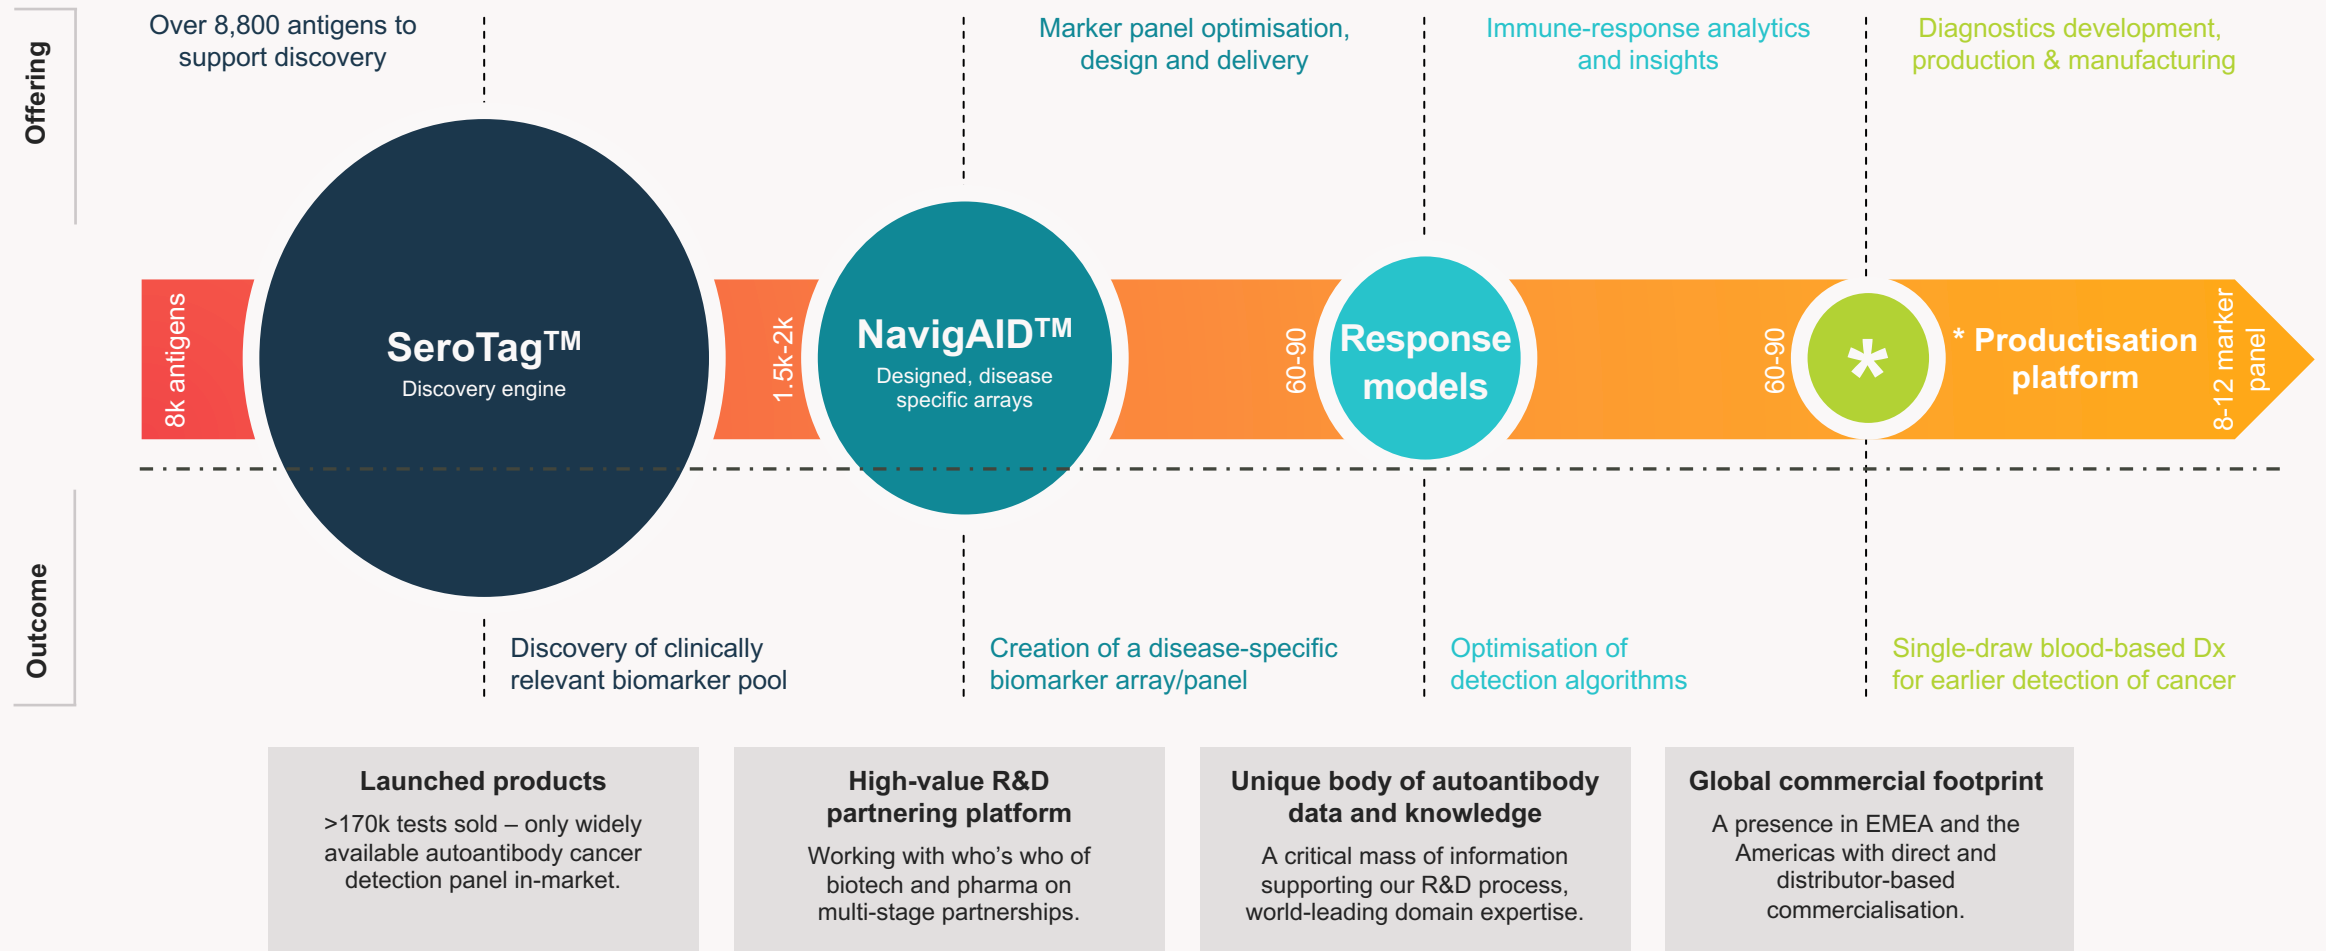 Offering
Over 8,800 antigens to
support discovery
Marker panel optimisation,
design and delivery
Immune-response analytics
and insights
Diagnostics development,
production & manufacturing
8k antigens
SeroTag™
Discovery engine
1.5k-2k
NavigAID™
Designed, disease
specific arrays
60-90
Response
models
60-90
*
* Productisation
platform
8-12 marker
panel
Outcome
Discovery of clinically
relevant biomarker pool
Creation of a disease-specific
biomarker array/panel
Optimisation of
detection algorithms
Single-draw blood-based Dx
for earlier detection of cancer
Launched products
>170k tests sold – only widely
available autoantibody cancer
detection panel in-market.
High-value R&D
partnering platform
Working with who’s who of
biotech and pharma on
multi-stage partnerships.
Unique body of autoantibody
data and knowledge
A critical mass of information
supporting our R&D process,
world-leading domain expertise.
Global commercial footprint
A presence in EMEA and the
Americas with direct and
distributor-based
commercialisation.